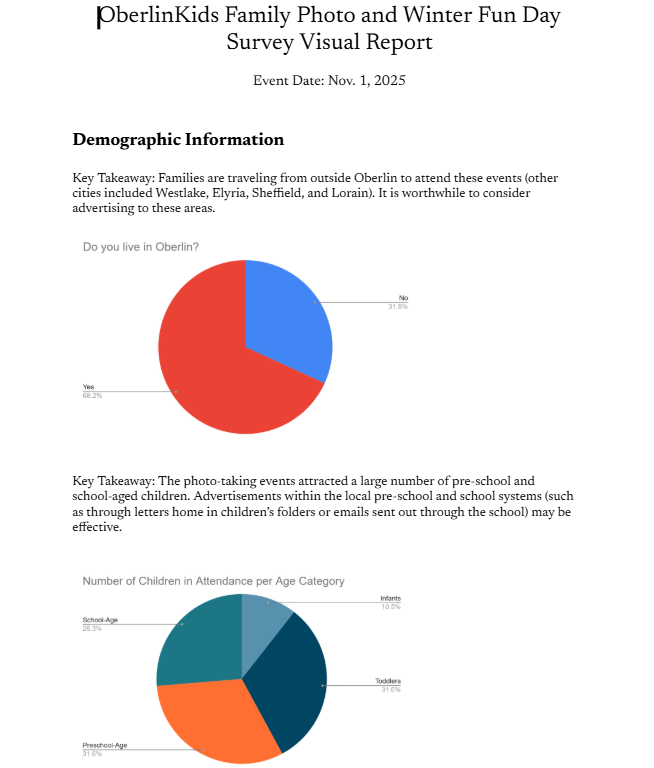 OberlinKids Family Photo and Winter Fun Day
Survey Visual Report
Event Date: Nov. 1, 2025
Demographic Information
Key Takeaway: Families are traveling from outside Oberlin to attend these events (other
cities included Westlake, Elyria, Sheffield, and Lorain). It is worthwhile to consider
advertising to these areas.
Do you live in Oberlin?
No
31.8%
Yes
68.2%
Key Takeaway: The photo-taking events attracted a large number of pre-school and
school-aged children. Advertisements within the local pre-school and school systems (such
as through letters home in children’s folders or emails sent out through the school) may be
effective.
Number of Children in Attendance per Age Category
Infants
10.5%
School-Age
26.3%
Toddlers
31.6%
Preschool-Age
31.6%